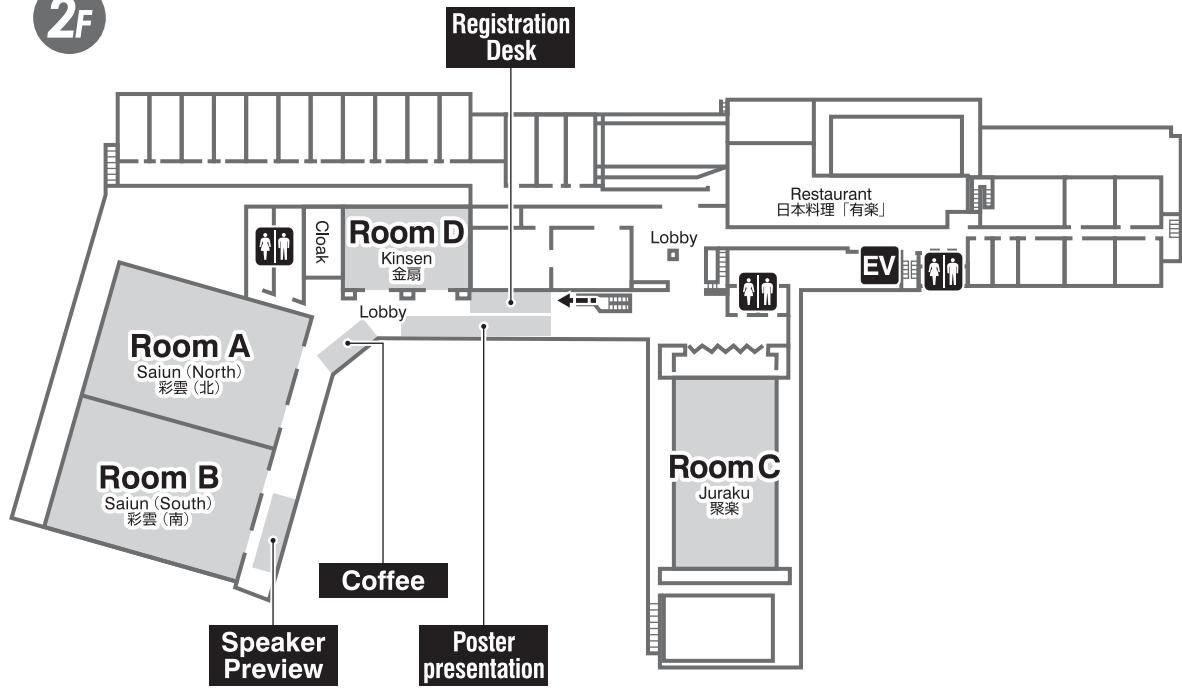 2F
Registration
Desk
Restaurant
日本料理「有楽」
Cloak
Room D
Kinsen
金扇
Lobby
EV
Lobby
Room A
Saiun (North)
彩雲（北）
Room B
Saiun (South)
彩雲（南）
Room C
Juraku
聚楽
Coffee
Speaker
Preview
Poster
presentation